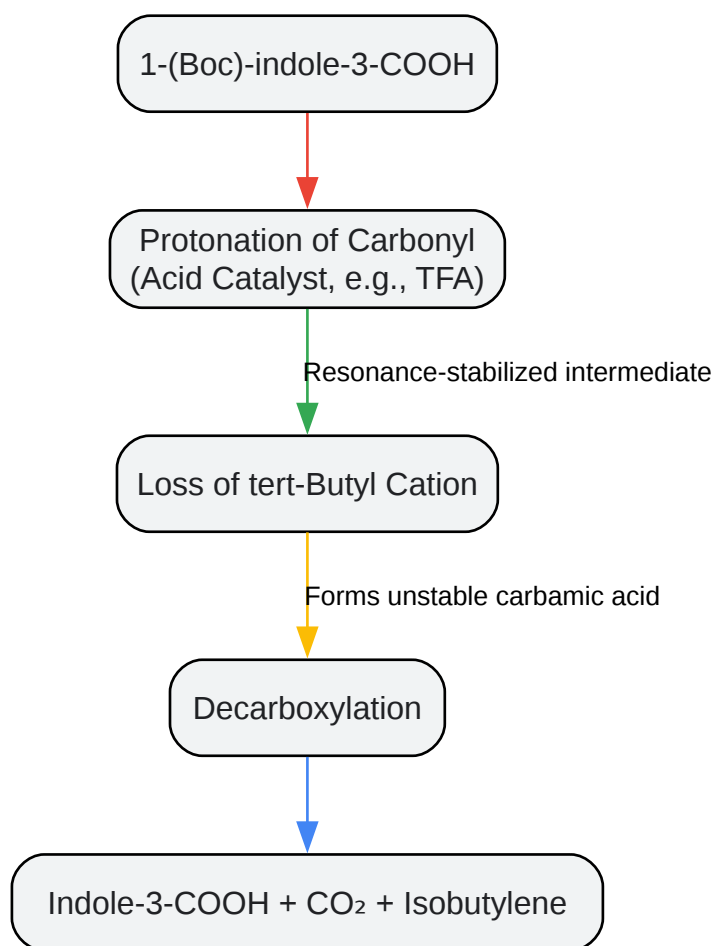 1-(Boc)-indole-3-COOH
Protonation of Carbonyl
(Acid Catalyst, e.g., TFA)
Resonance-stabilized intermediate
Loss of tert-Butyl Cation
Forms unstable carbamic acid
Decarboxylation
Indole-3-COOH + CO₂ + Isobutylene